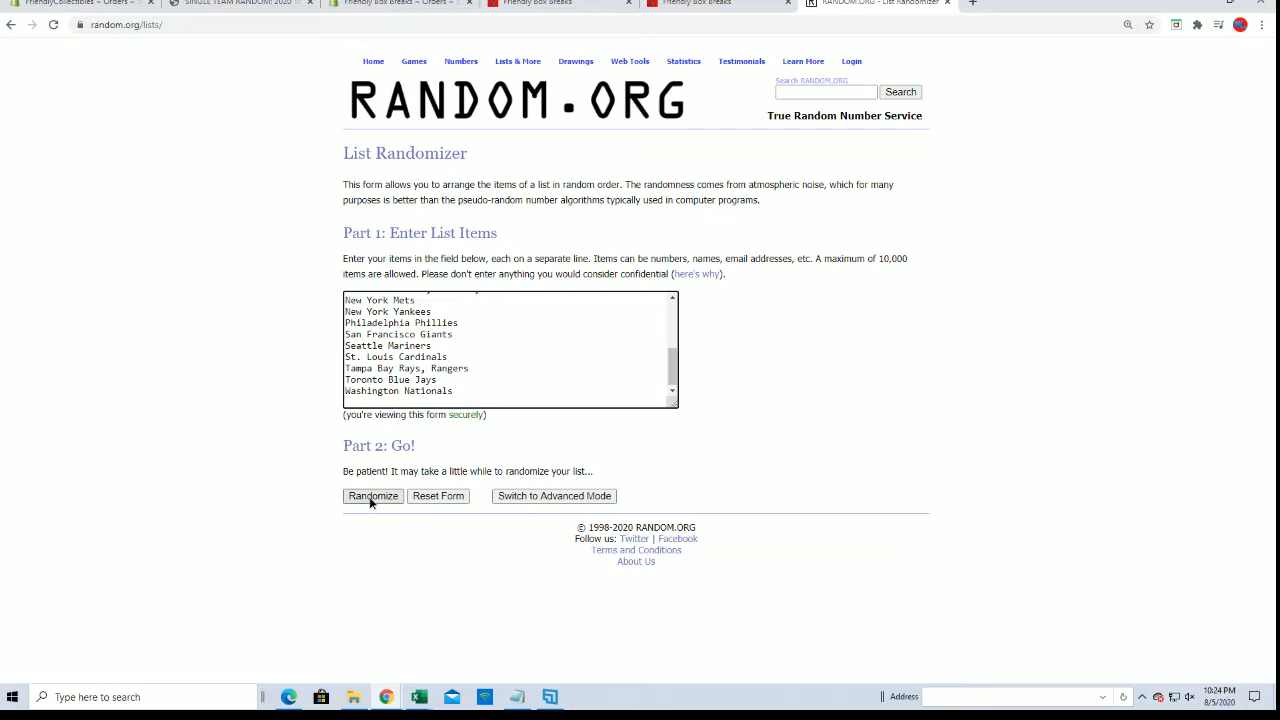 FriendlyCollectibles ~ Orders ~
SINGLE TEAM RANDOM! 2020
Friendly Box Breaks ~ Orders ~
Friendly Box Breaks
Friendly Box Breaks
RANDOM.ORG - List Randomizer
random.org/lists/
Home Games Numbers Lists & More Drawings Web Tools Statistics Testimonials Learn More Login
RANDOM.ORG
Search RANDOM.ORG
Search
True Random Number Service
List Randomizer
This form allows you to arrange the items of a list in random order. The randomness comes from atmospheric noise, which for many
purposes is better than the pseudo-random number algorithms typically used in computer programs.
Part 1: Enter List Items
Enter your items in the field below, each on a separate line. Items can be numbers, names, email addresses, etc. A maximum of 10,000
items are allowed. Please don't enter anything you would consider confidential (here's why).
New York Mets
New York Yankees
Philadelphia Phillies
San Francisco Giants
Seattle Mariners
St. Louis Cardinals
Tampa Bay Rays, Rangers
Toronto Blue Jays
Washington Nationals
(you're viewing this form securely)
Part 2: Go!
Be patient! It may take a little while to randomize your list...
Randomize Reset Form Switch to Advanced Mode
© 1998-2020 RANDOM.ORG
Follow us: Twitter | Facebook
Terms and Conditions
About Us
Type here to search
Address
10:24 PM
8/5/2020